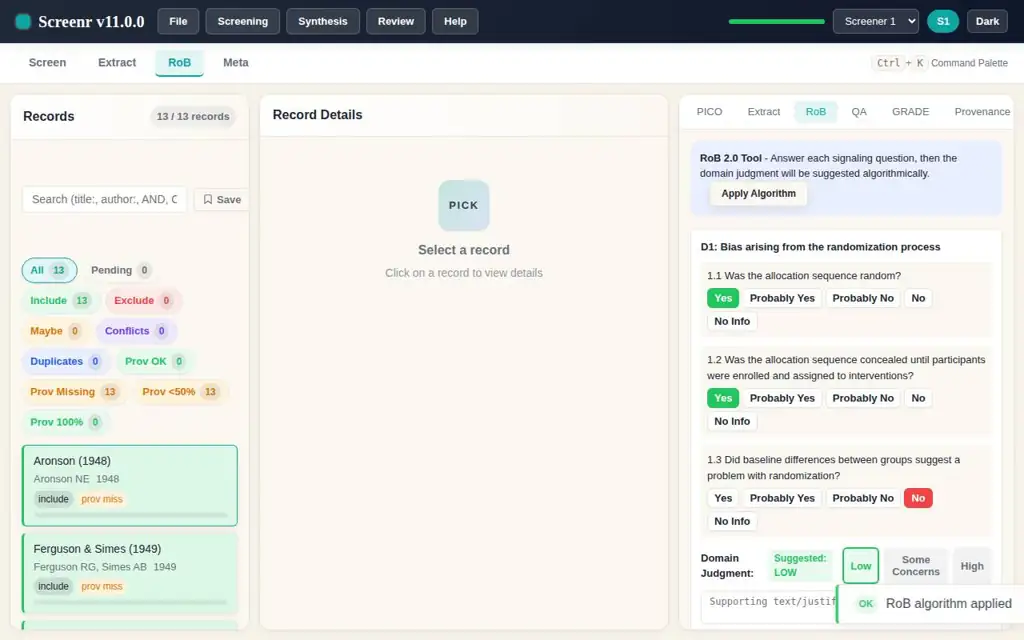 Screenr v11.0.0 File Screening Synthesis Review Help Screener 1 S1 Dark
Screen Extract RoB Meta Ctrl + K Command Palette
Records 13 / 13 records
Search (title:, author:, AND, C Save
All 13 Pending 0
Include 13 Exclude 0
Maybe 0 Conflicts 0
Duplicates 0 Prov OK 0
Prov Missing 13 Prov <50% 13
Prov 100% 0
Aronson (1948)
Aronson NE 1948
include prov miss
Ferguson & Simes (1949)
Ferguson RG, Simes AB 1949
include prov miss
Record Details
PICK
Select a record
Click on a record to view details
PICO Extract RoB QA GRADE Provenance
RoB 2.0 Tool - Answer each signaling question, then the
domain judgment will be suggested algorithmically.
Apply Algorithm
D1: Bias arising from the randomization process
1.1 Was the allocation sequence random?
Yes Probably Yes Probably No No
No Info
1.2 Was the allocation sequence concealed until participants
were enrolled and assigned to interventions?
Yes Probably Yes Probably No No
No Info
1.3 Did baseline differences between groups suggest a
problem with randomization?
Yes Probably Yes Probably No No
No Info
Domain
Judgment:
Suggested:
LOW
Low
Some
Concerns
High
Supporting text/justif
OK RoB algorithm applied